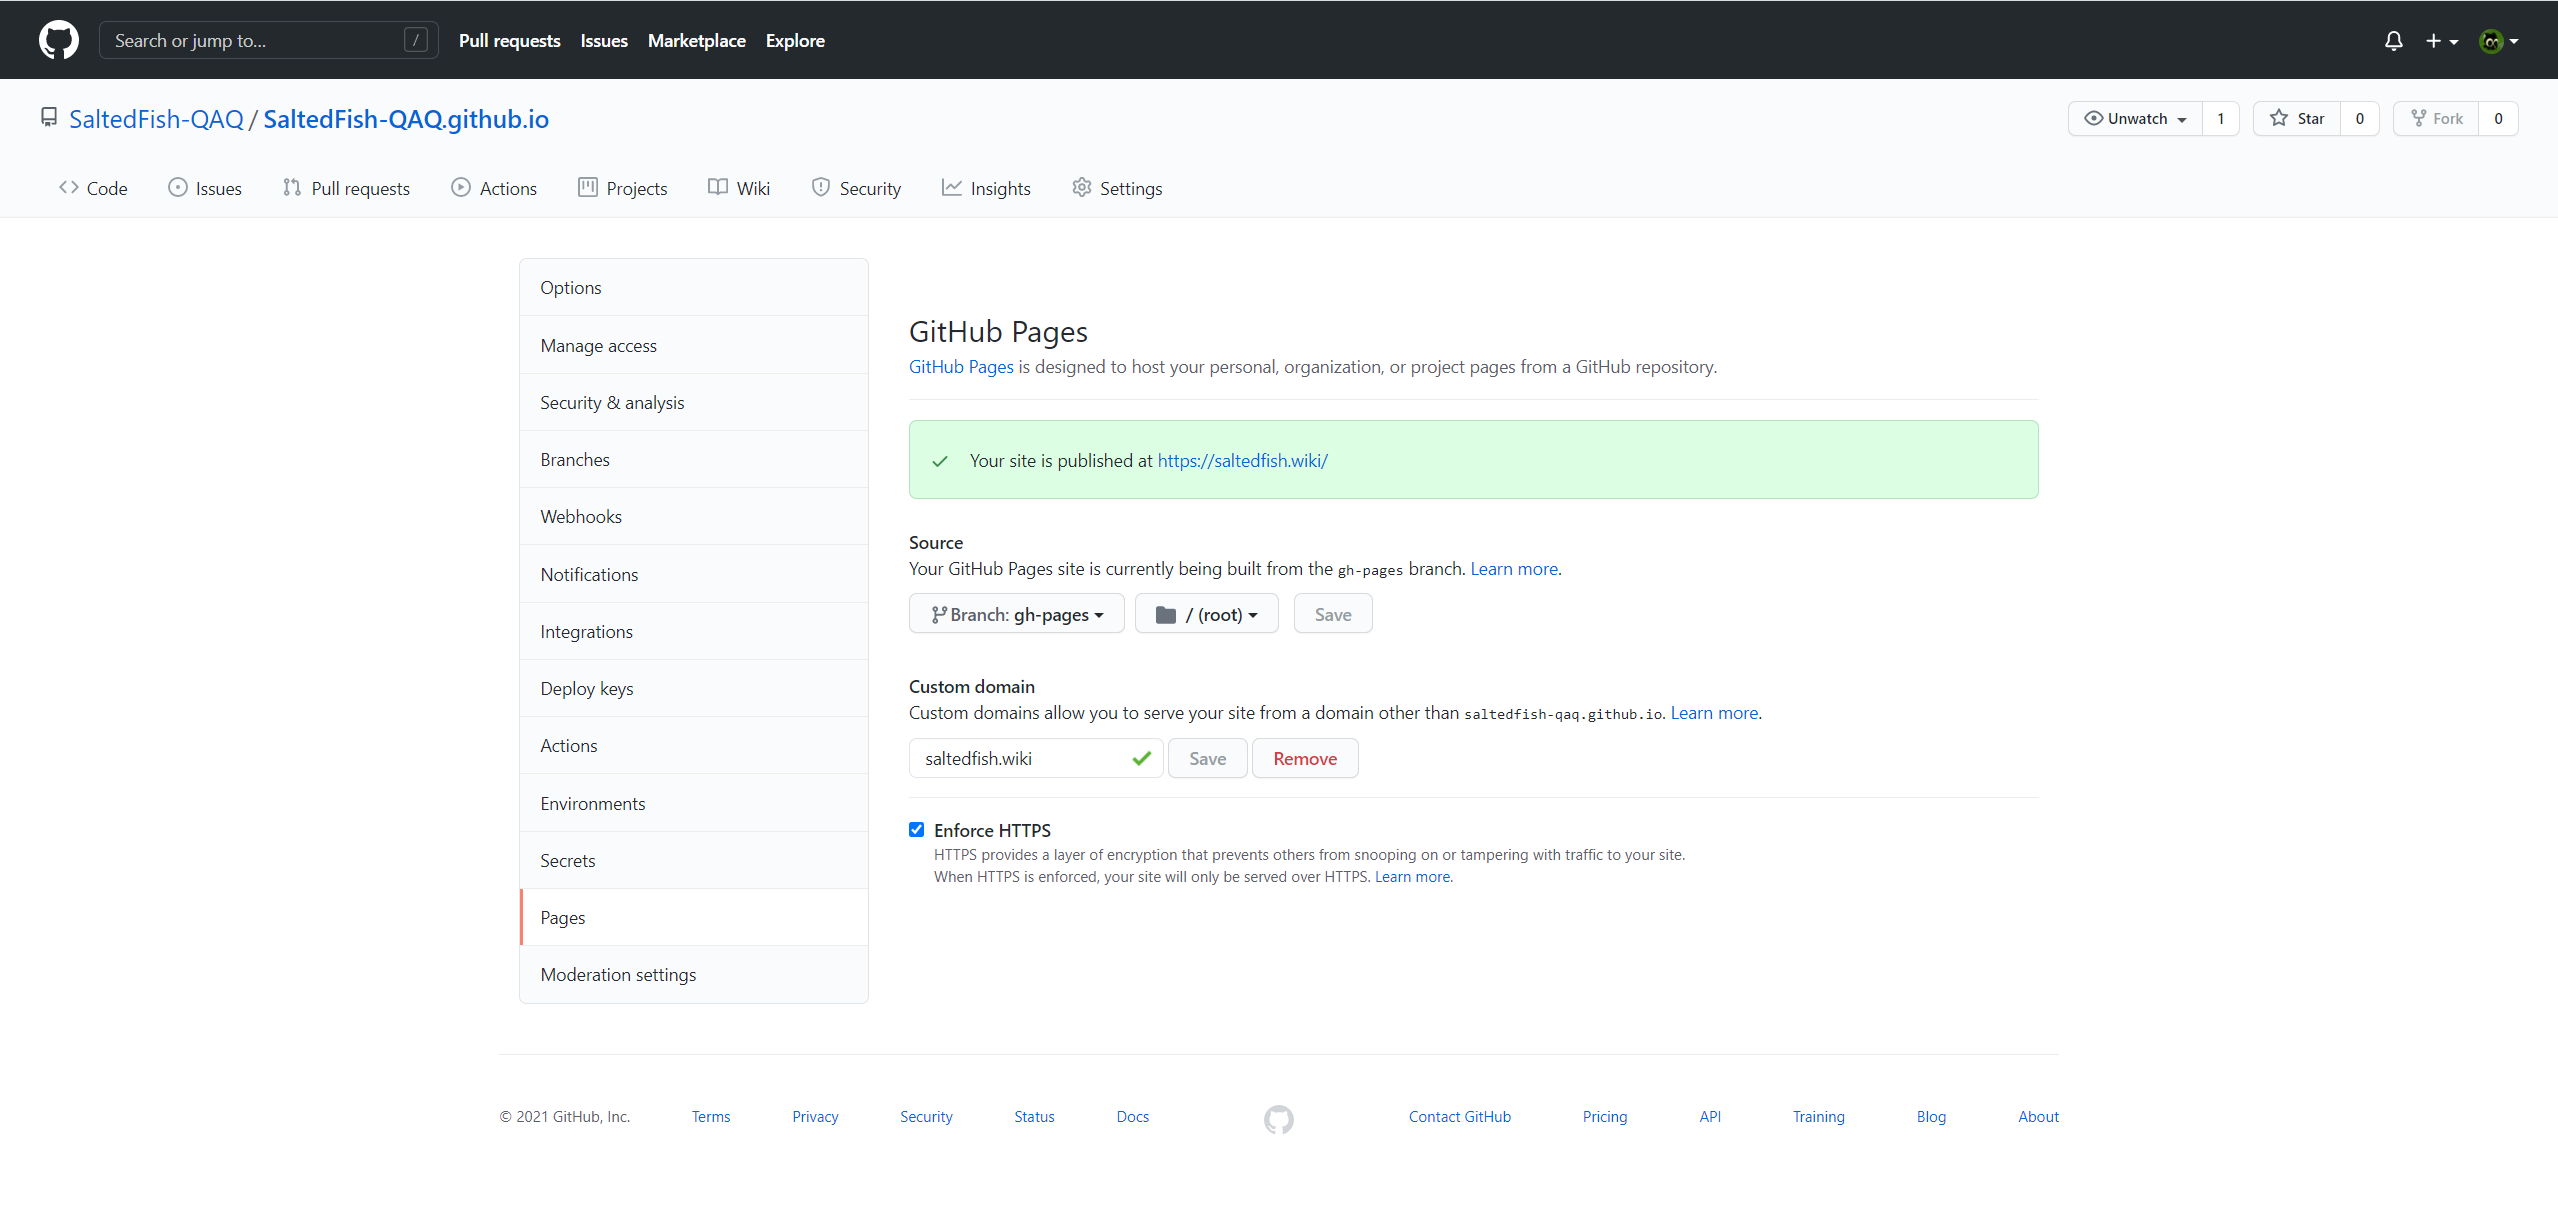 Search or jump to... /
Pull requests Issues Marketplace Explore
SaltedFish-QAQ / SaltedFish-QAQ.github.io
Unwatch 1 Star 0 Fork 0
Code Issues Pull requests Actions Projects Wiki Security Insights Settings
Options
Manage access
Security & analysis
Branches
Webhooks
Notifications
Integrations
Deploy keys
Actions
Environments
Secrets
Pages
Moderation settings
GitHub Pages
GitHub Pages is designed to host your personal, organization, or project pages from a GitHub repository.
Your site is published at https://saltedfish.wiki/
Source
Your GitHub Pages site is currently being built from the gh-pages branch. Learn more.
Branch: gh-pages / (root) Save
Custom domain
Custom domains allow you to serve your site from a domain other than saltedfish-qaq.github.io. Learn more.
saltedfish.wiki Save Remove
Enforce HTTPS
HTTPS provides a layer of encryption that prevents others from snooping on or tampering with traffic to your site.
When HTTPS is enforced, your site will only be served over HTTPS. Learn more.
© 2021 GitHub, Inc. Terms Privacy Security Status Docs Contact GitHub Pricing API Training Blog About